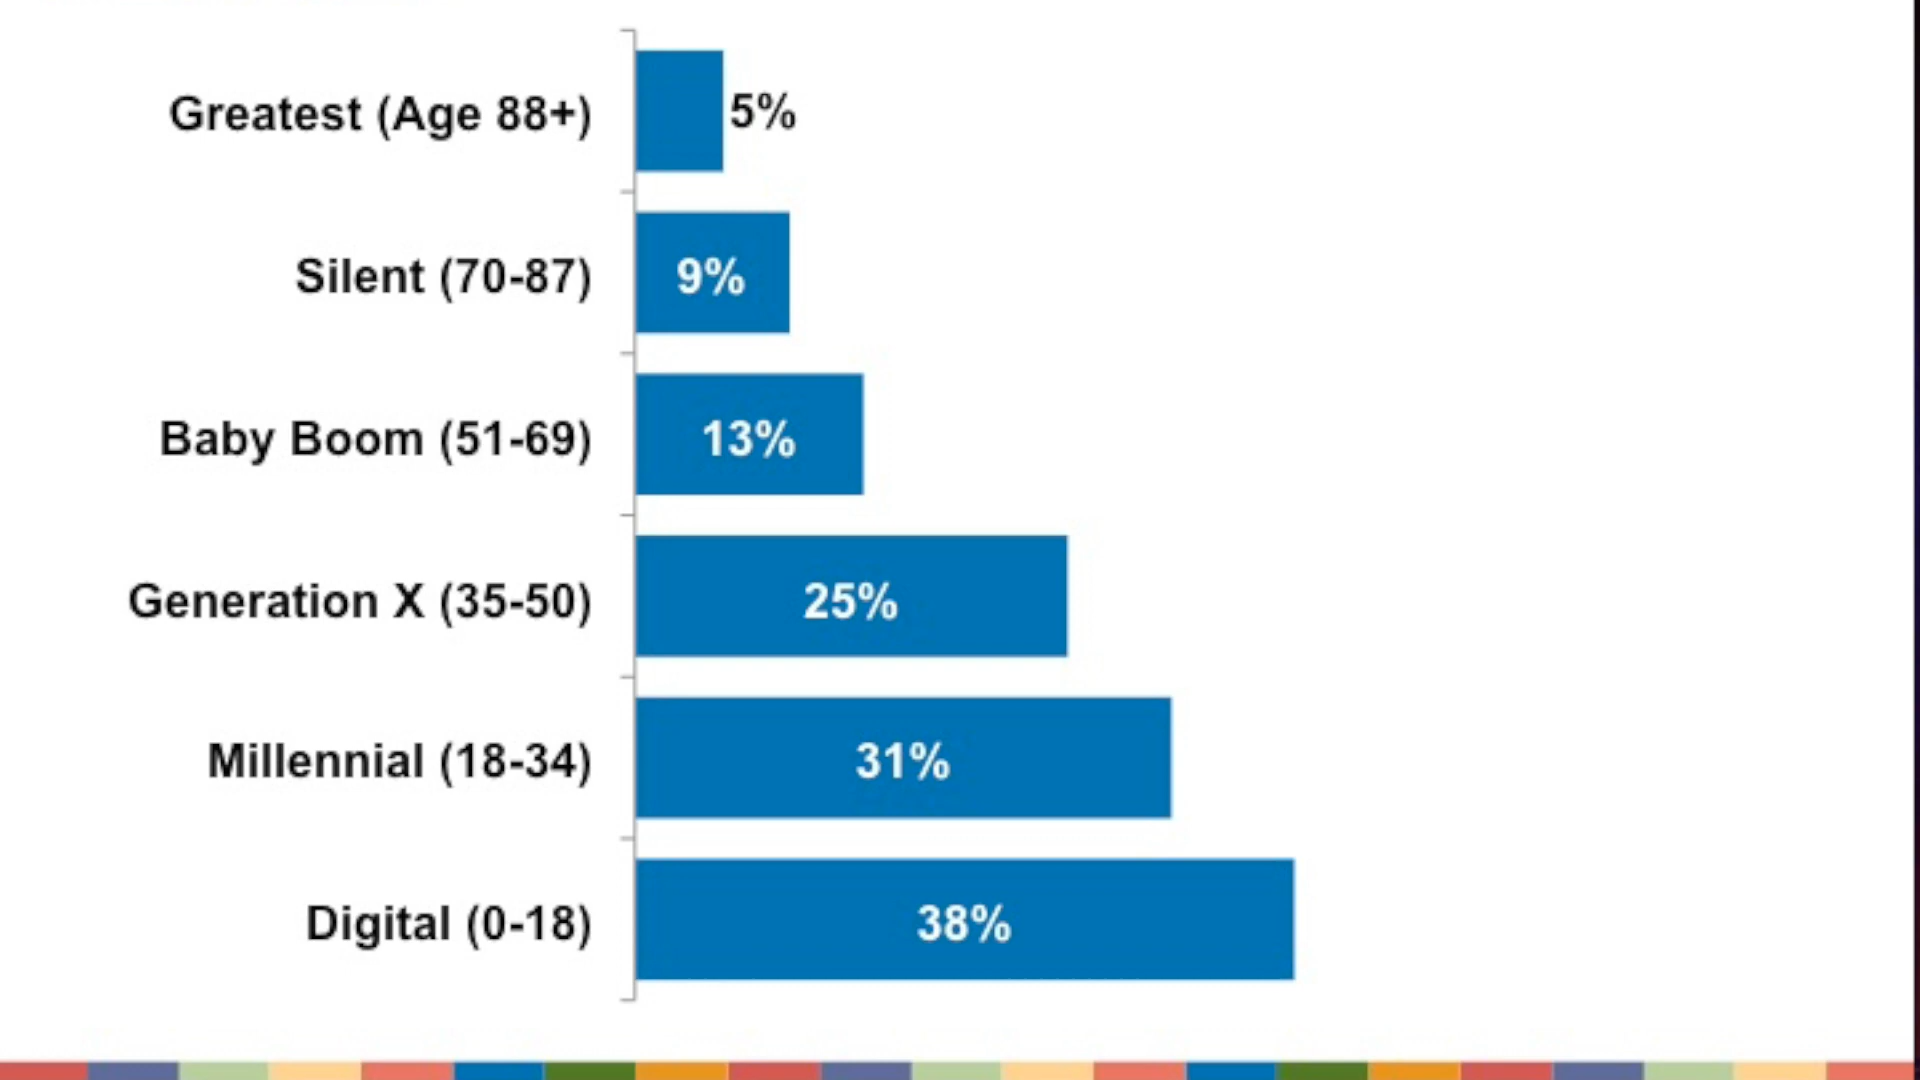 Greatest (Age 88+) 5%
Silent (70-87) 9%
Baby Boom (51-69) 13%
Generation X (35-50) 25%
Millennial (18-34) 31%
Digital (0-18) 38%